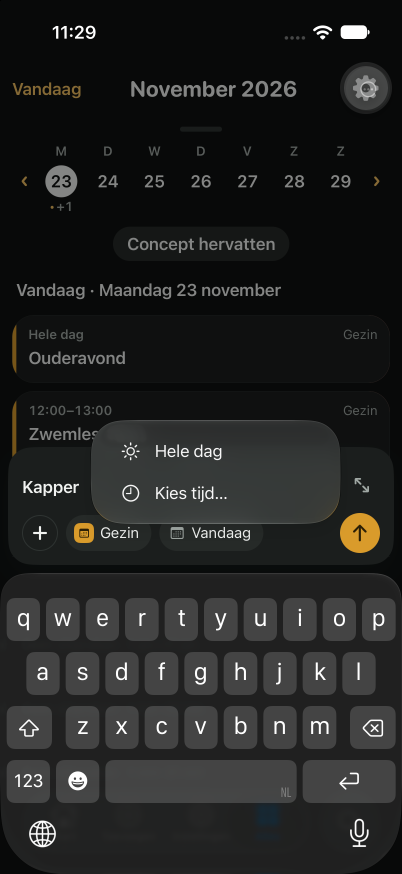 11:29
Vandaag
November 2026
M D W D V Z Z
‹ 23 24 25 26 27 28 29 ›
•+1
Concept hervatten
Vandaag · Maandag 23 november
Hele dag Gezin
Ouderavond
12:00–13:00 Gezin
Zwemles
Hele dag
Kies tijd...
Kapper
Gezin
Vandaag
q w e r t y u i o p
a s d f g h j k l
z x c v b n m
123
NL